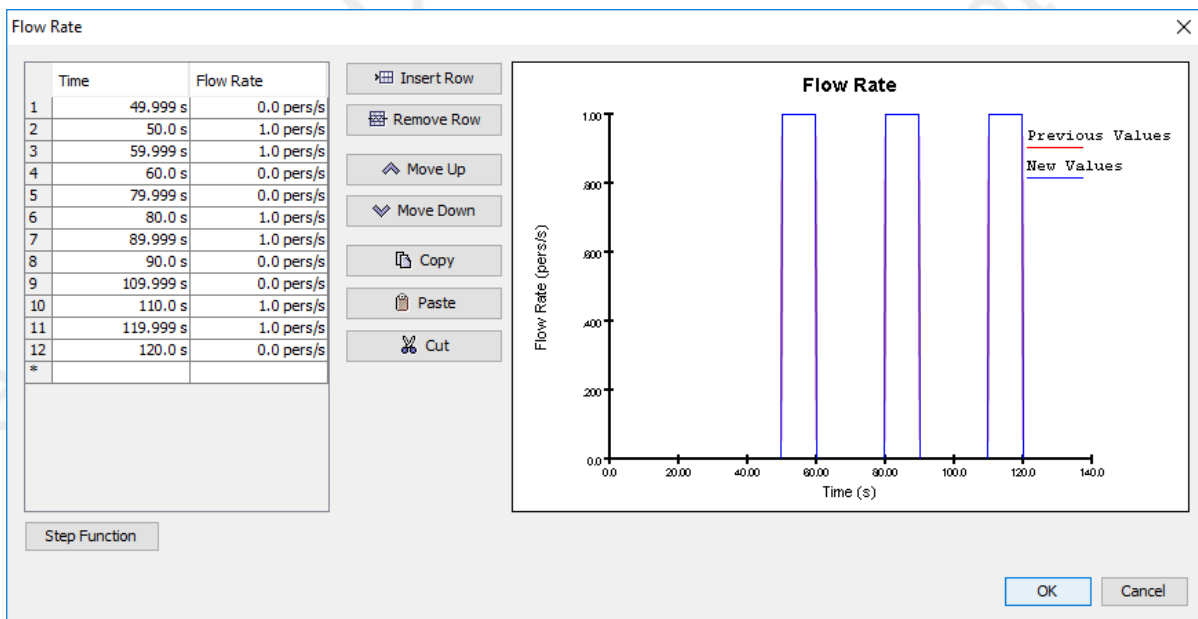 Flow Rate
Time Flow Rate
1 49.999 s 0.0 pers/s
2 50.0 s 1.0 pers/s
3 59.999 s 1.0 pers/s
4 60.0 s 0.0 pers/s
5 79.999 s 0.0 pers/s
6 80.0 s 1.0 pers/s
7 89.999 s 1.0 pers/s
8 90.0 s 0.0 pers/s
9 109.999 s 0.0 pers/s
10 110.0 s 1.0 pers/s
11 119.999 s 1.0 pers/s
12 120.0 s 0.0 pers/s
*
Step Function
Insert Row
Remove Row
Move Up
Move Down
Copy
Paste
Cut
Flow Rate
Previous Values
New Values
Flow Rate (pers/s)
1.00
.800
.600
.400
.200
0.0
0.0 20.00 40.00 60.00 80.00 100.0 120.0 140.0
Time (s)
OK Cancel